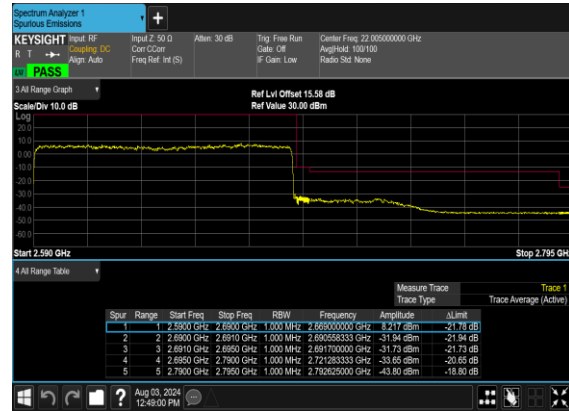 Spectrum Analyzer 1
Spurious Emissions
+
KEYSIGHT Input: RF Input Z: 50 Ω Atten: 30 dB Trig: Free Run Center Freq: 22.005000000 GHz
R T Coupling: DC Corr CCorr Gate: Off Avg|Hold: 100/100
Align: Auto Freq Ref: Int (S) IF Gain: Low Radio Std: None
LXI PASS
3 All Range Graph
Ref Lvl Offset 15.58 dB
Scale/Div 10.0 dB Ref Value 30.00 dBm
Log
20.0
10.0
0.00
-10.0
-20.0
-30.0
-40.0
-50.0
-60.0
Start 2.590 GHz Stop 2.795 GH
4 All Range Table
Measure Trace Trace 1
Trace Type Trace Average (Active)
Spur Range Start Freq Stop Freq RBW Frequency Amplitude ΔLimit
1 1 2.5900 GHz 2.6900 GHz 1.000 MHz 2.669000000 GHz 8.217 dBm -21.78 dB
2 2 2.6900 GHz 2.6910 GHz 1.000 MHz 2.690558333 GHz -31.94 dBm -21.94 dB
3 3 2.6910 GHz 2.6950 GHz 1.000 MHz 2.691700000 GHz -31.73 dBm -21.73 dB
4 4 2.6950 GHz 2.7900 GHz 1.000 MHz 2.721283333 GHz -33.65 dBm -20.65 dB
5 5 2.7900 GHz 2.7950 GHz 1.000 MHz 2.792625000 GHz -43.80 dBm -18.80 dB
? Aug 03, 2024
12:49:00 PM